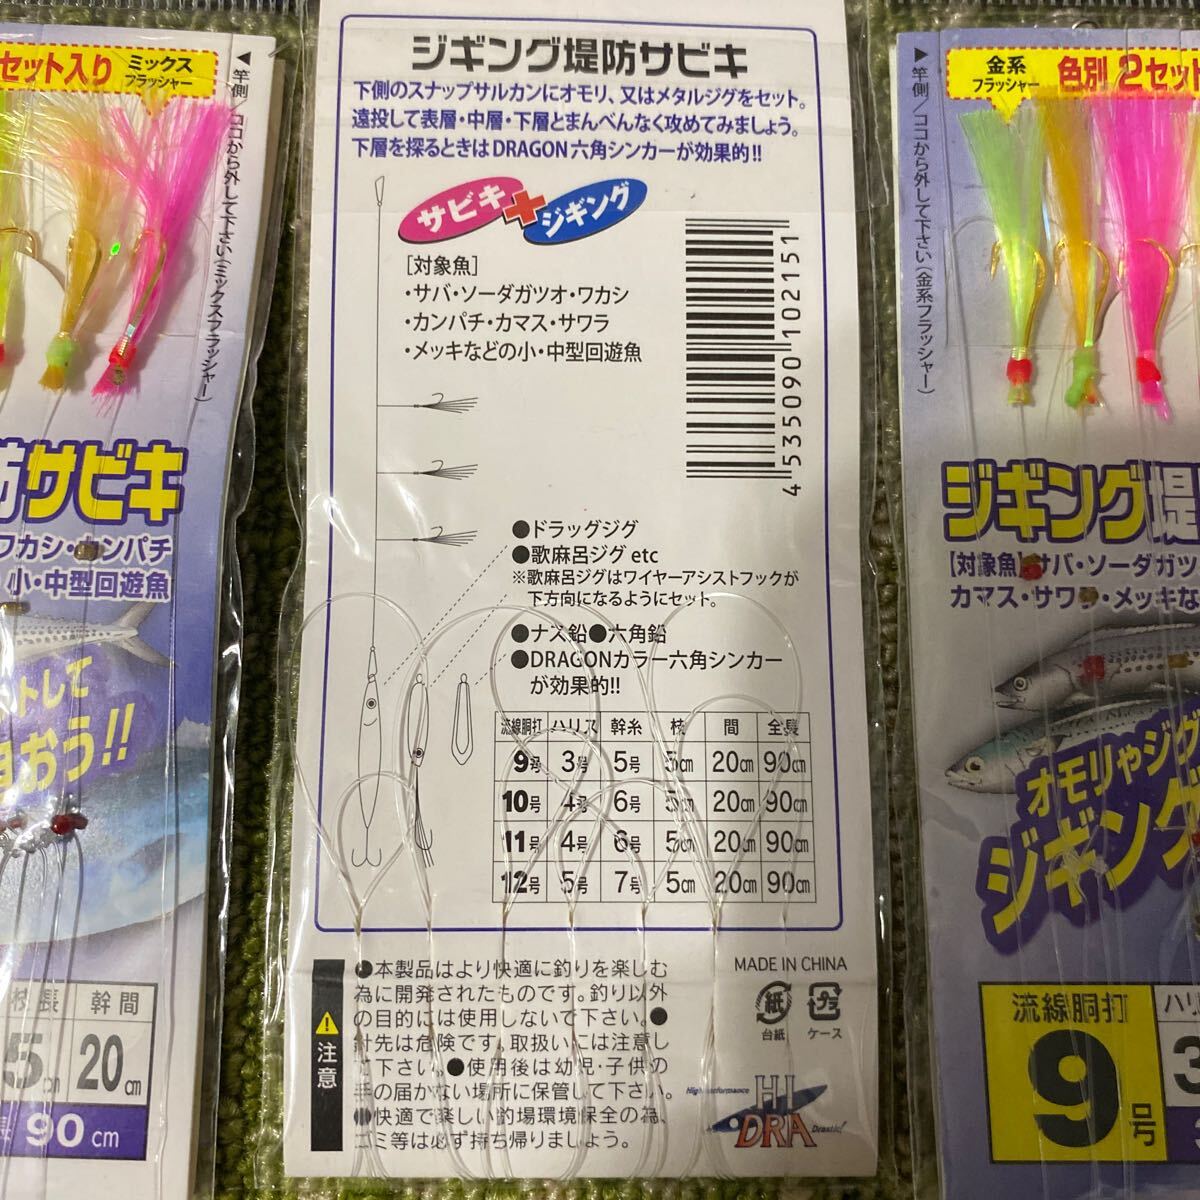 セット入り ミックス
フラッシャー
◀竿側/ココから外して下さい(ミックスフラッシャー)
防サビキ
ワカシ・カンパチ
小・中型回遊魚
トして
おう!!
枝長 幹間
5cm 20cm
長 90cm
ジギング堤防サビキ
下側のスナップサルカンにオモリ、又はメタルジグをセット。
遠投して表層・中層・下層とまんべんなく攻めてみましょう。
下層を探るときはDRAGON六角シンカーが効果的!!
サビキ+ジギング
[対象魚]
・サバ・ソーダガツオ・ワカシ
・カンパチ・カマス・サワラ
・メッキなどの小・中型回遊魚
4 535090 102151
●ドラッグジグ
●歌麻呂ジグ etc
※歌麻呂ジグはワイヤーアシストフックが
下方向になるようにセット。
●ナス鉛●六角鉛
●DRAGONカラー六角シンカー
が効果的!!
流線胴打 ハリス 幹糸 枝 間 全長
9号 3号 5号 5cm 20cm 90cm
10号 4号 6号 5cm 20cm 90cm
11号 4号 6号 5cm 20cm 90cm
12号 5号 7号 5cm 20cm 90cm
注意
●本製品はより快適に釣りを楽しむ
為に開発されたものです。釣り以外
の目的には使用しないで下さい。●
針先は危険です。取扱いには注意し
て下さい。●使用後は幼児・子供の
手の届かない場所に保管して下さい。
●快適で楽しい釣場環境保全の為、
ゴミ等は必ず持ち帰りましょう。
MADE IN CHINA
紙 プラ
台紙 ケース
High performance
HI
DRA
Drastic!
◀竿側/ココから外して下さい(金系フラッシャー)
金系
フラッシャー
色別 2セット
ジギング堤
[対象魚]サバ・ソーダガツ
カマス・サワラ・メッキな
オモリやジグ
ジギング
流線胴打
9号
ハリ
3